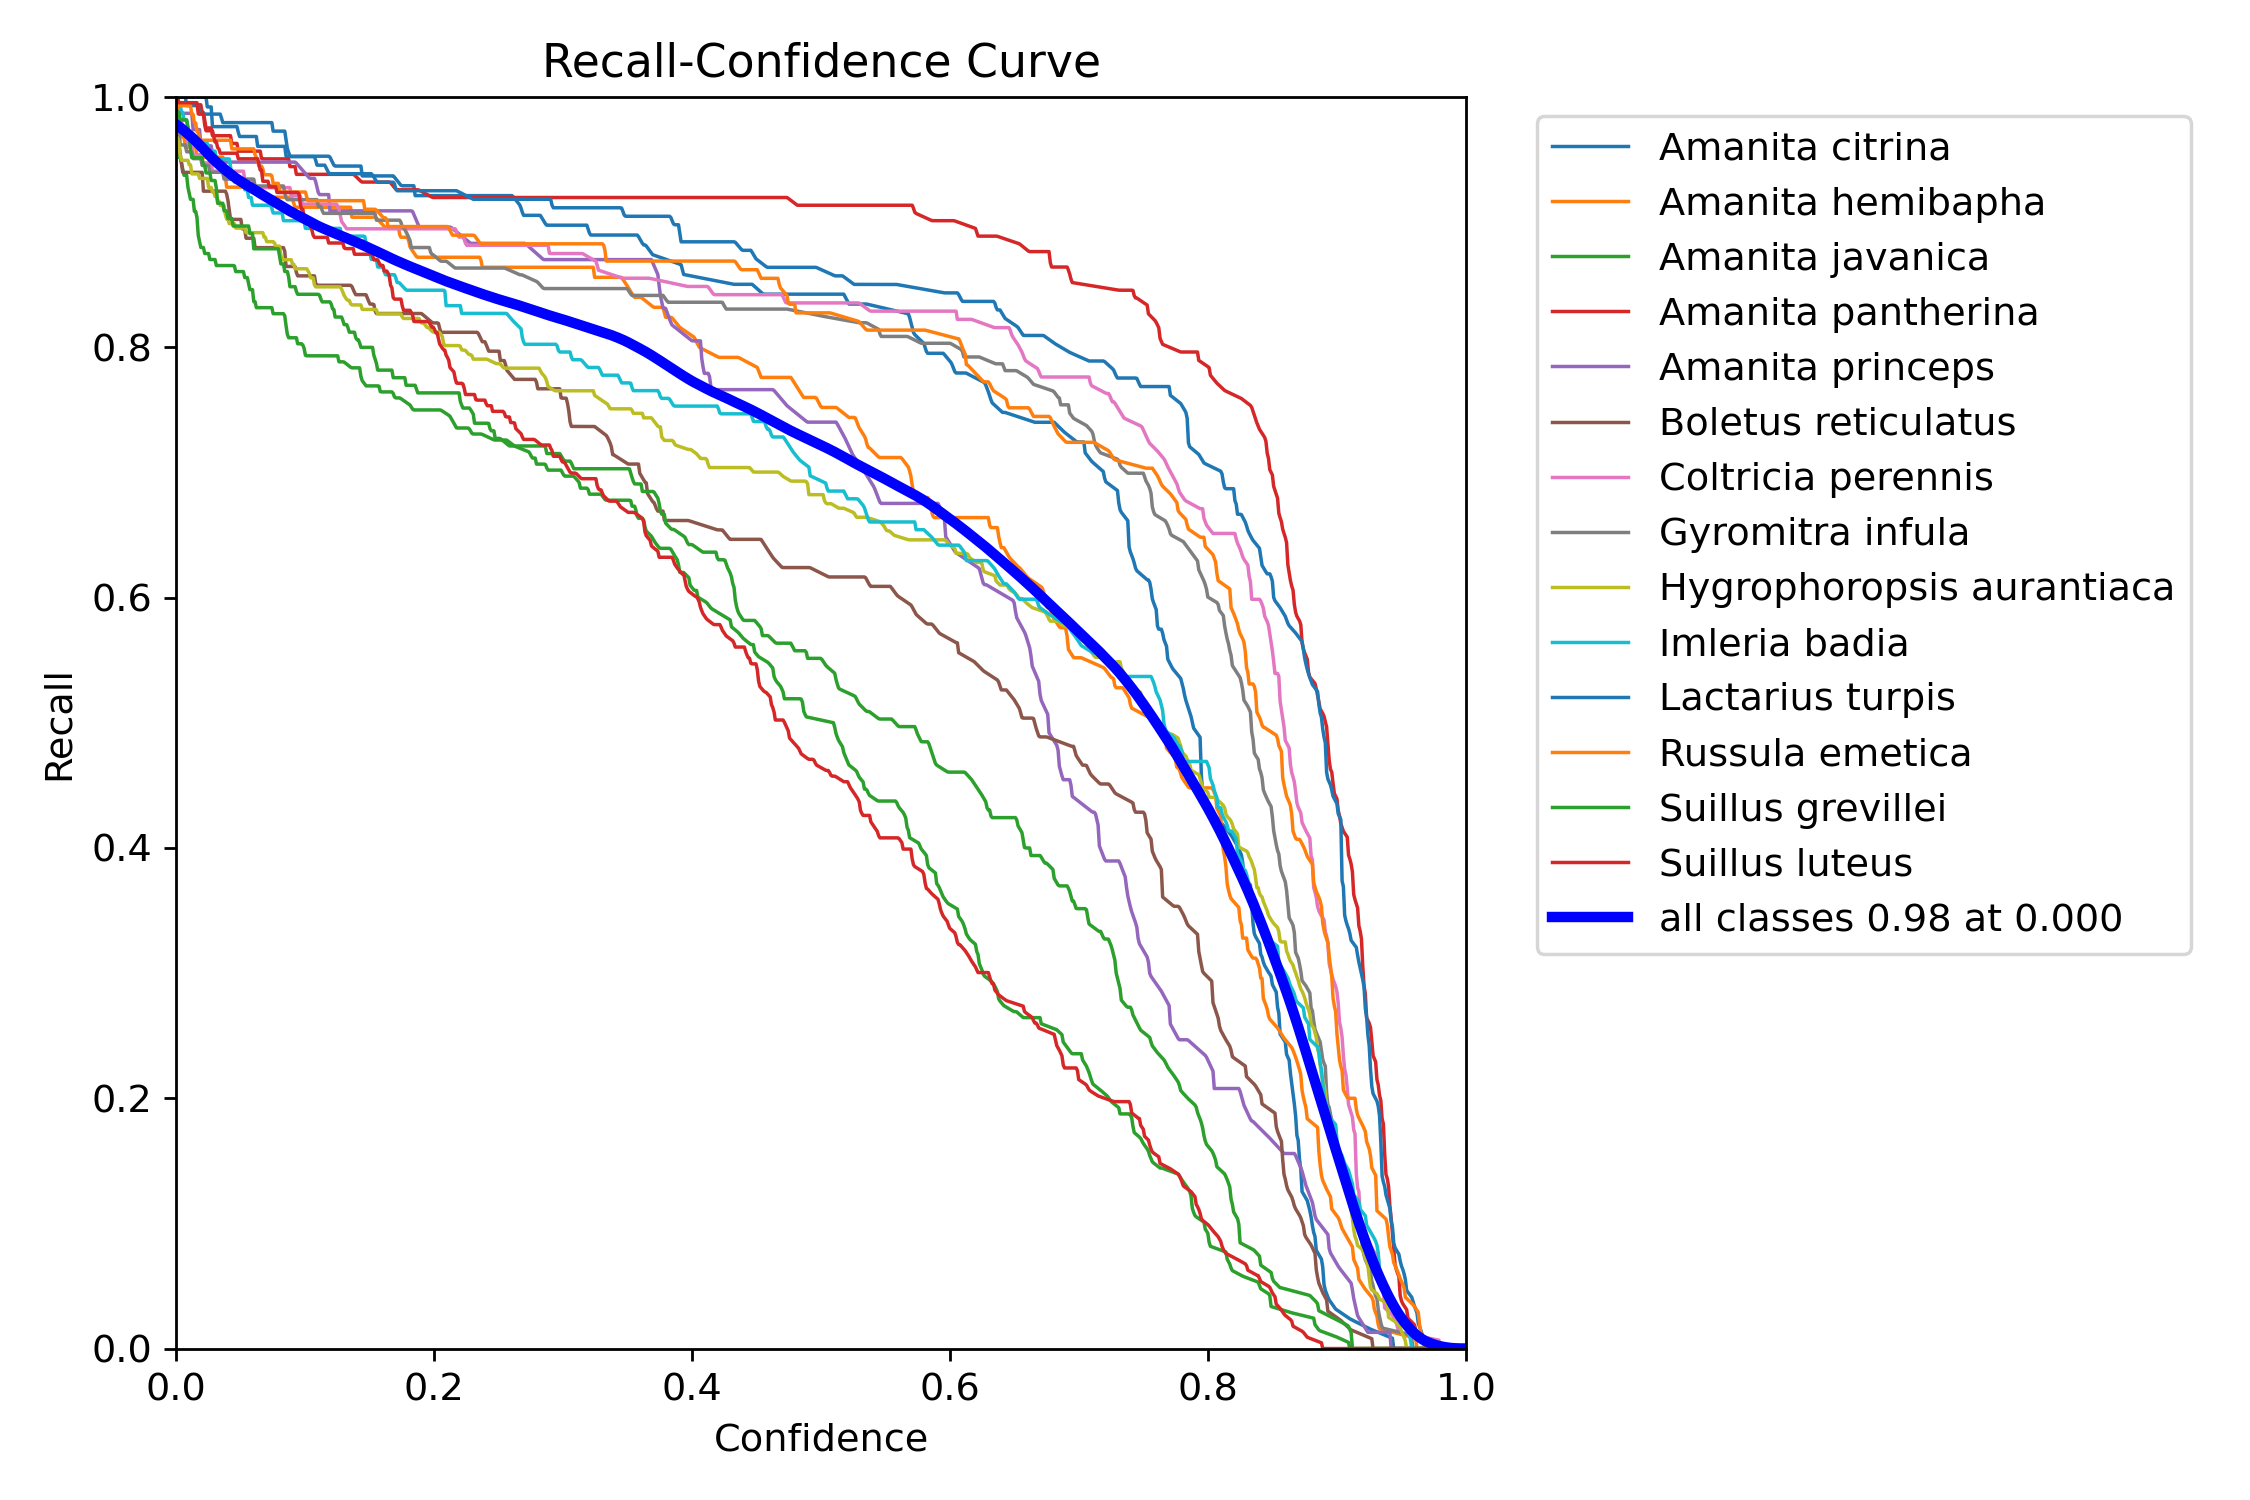 Recall-Confidence Curve
1.0
0.8
0.6
0.4
0.2
0.0
Recall
0.0 0.2 0.4 0.6 0.8 1.0
Confidence
Amanita citrina
Amanita hemibapha
Amanita javanica
Amanita pantherina
Amanita princeps
Boletus reticulatus
Coltricia perennis
Gyromitra infula
Hygrophoropsis aurantiaca
Imleria badia
Lactarius turpis
Russula emetica
Suillus grevillei
Suillus luteus
all classes 0.98 at 0.000